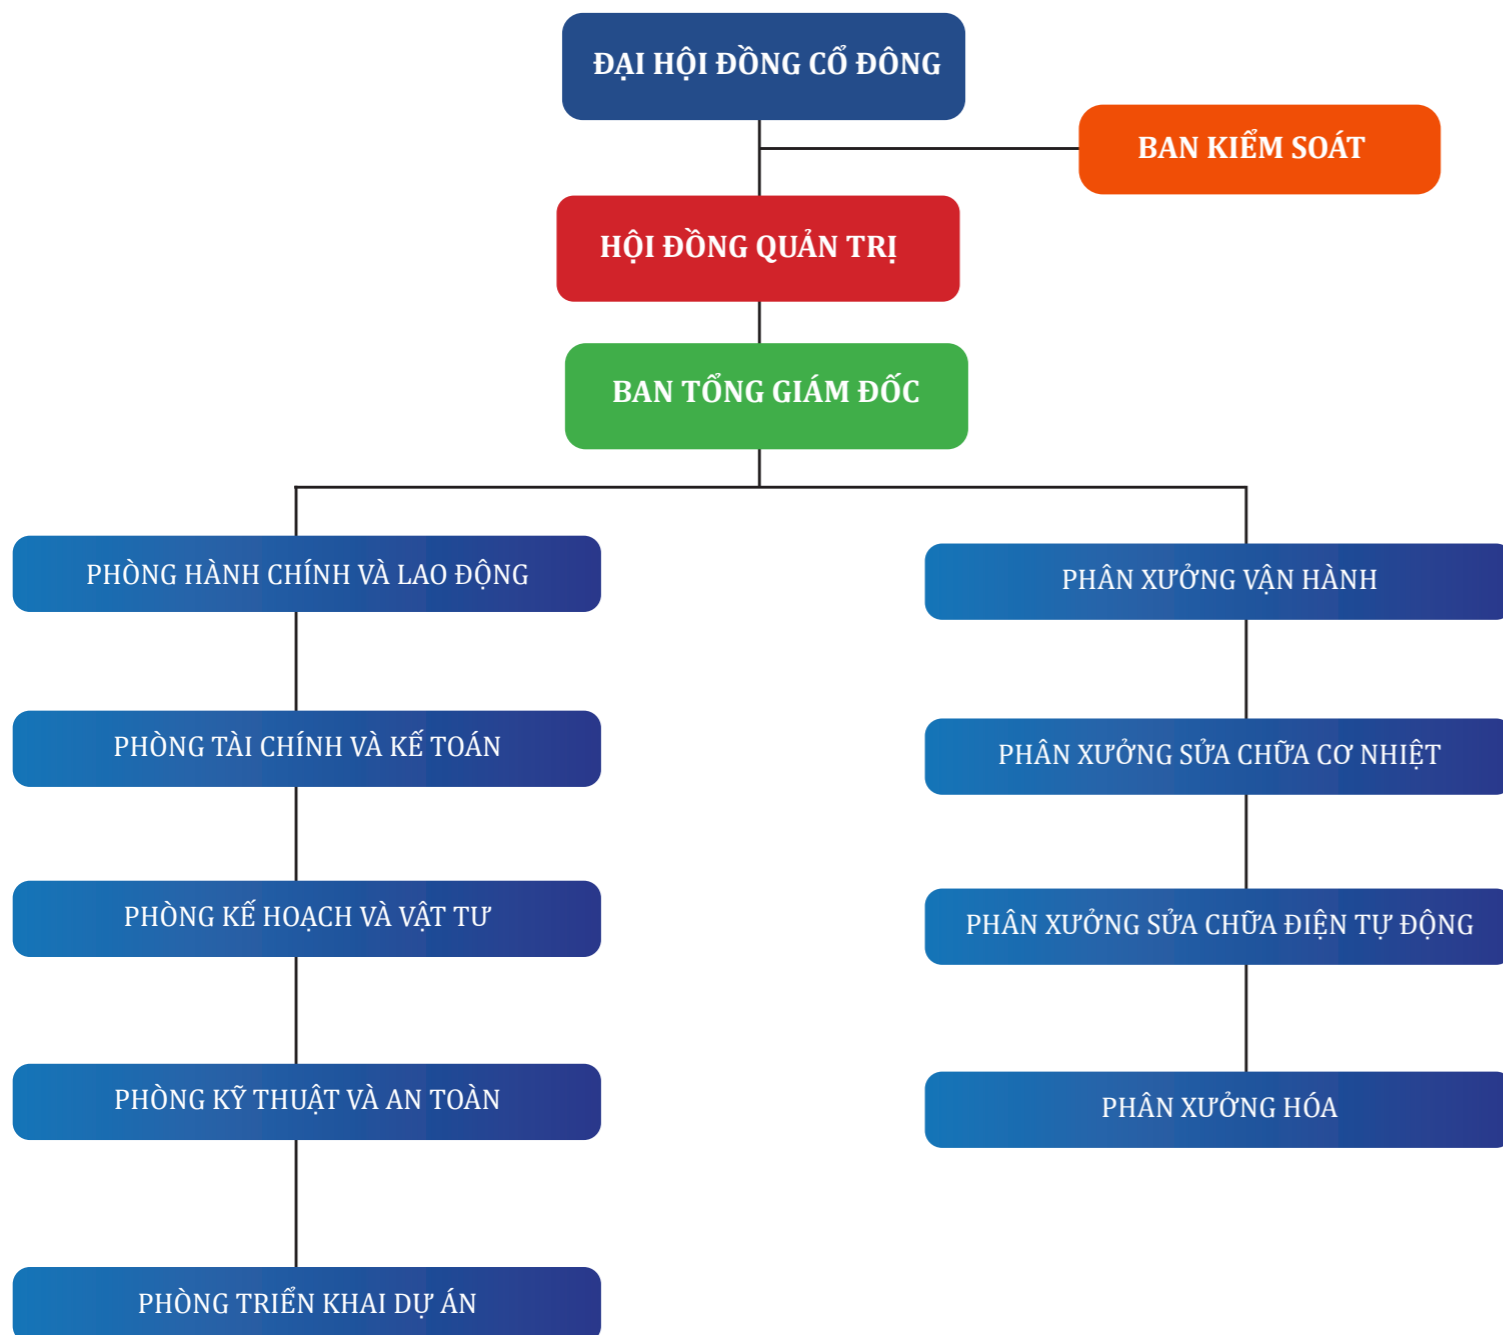 ĐẠI HỘI ĐỒNG CỔ ĐÔNG
BAN KIỂM SOÁT
HỘI ĐỒNG QUẢN TRỊ
BAN TỔNG GIÁM ĐỐC
PHÒNG HÀNH CHÍNH VÀ LAO ĐỘNG
PHÒNG TÀI CHÍNH VÀ KẾ TOÁN
PHÒNG KẾ HOẠCH VÀ VẬT TƯ
PHÒNG KỸ THUẬT VÀ AN TOÀN
PHÒNG TRIỂN KHAI DỰ ÁN
PHÂN XƯỞNG VẬN HÀNH
PHÂN XƯỞNG SỬA CHỮA CƠ NHIỆT
PHÂN XƯỞNG SỬA CHỮA ĐIỆN TỰ ĐỘNG
PHÂN XƯỞNG HÓA